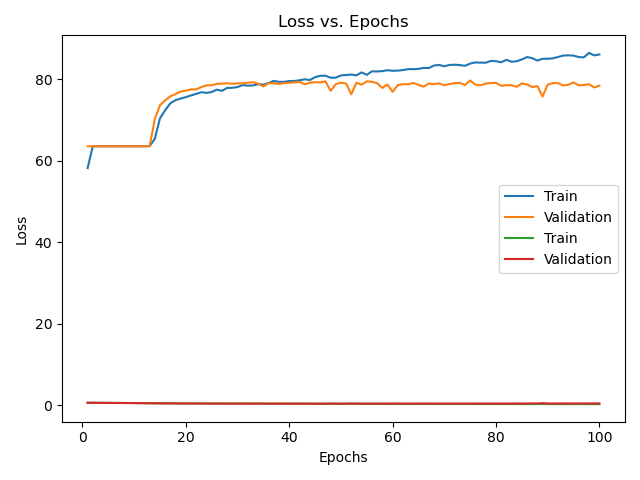 Loss vs. Epochs
80
60
40
20
0
Loss
Train
Validation
Train
Validation
0 20 40 60 80 100
Epochs